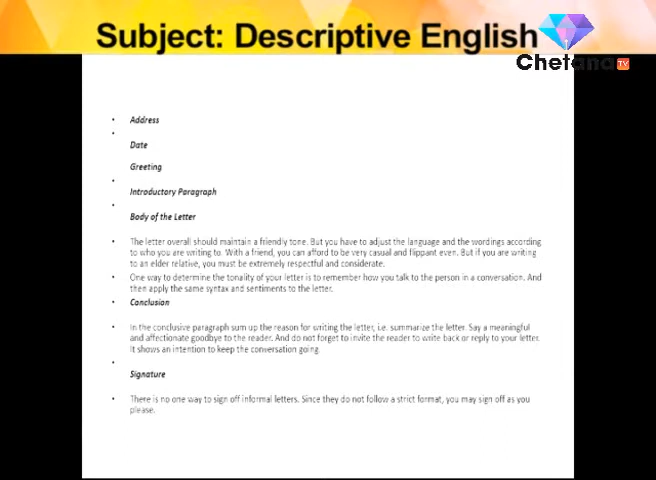 Subject: Descriptive English
Chetana TV
• Address
•
Date
Greeting
•
Introductory Paragraph
•
Body of the Letter
• The letter overall should maintain a friendly tone. But you have to adjust the language and the wordings according
to who you are writing to. With a friend, you can afford to be very casual and flippant even. But if you are writing
to an elder relative, you must be extremely respectful and considerate.
• One way to determine the tonality of your letter is to remember how you talk to the person in a conversation. And
then apply the same syntax and sentiments to the letter.
• Conclusion
• In the conclusive paragraph sum up the reason for writing the letter, i.e. summarize the letter. Say a meaningful
and affectionate goodbye to the reader. And do not forget to invite the reader to write back or reply to your letter.
It shows an intention to keep the conversation going.
•
Signature
• There is no one way to sign off informal letters. Since they do not follow a strict format, you may sign off as you
please.